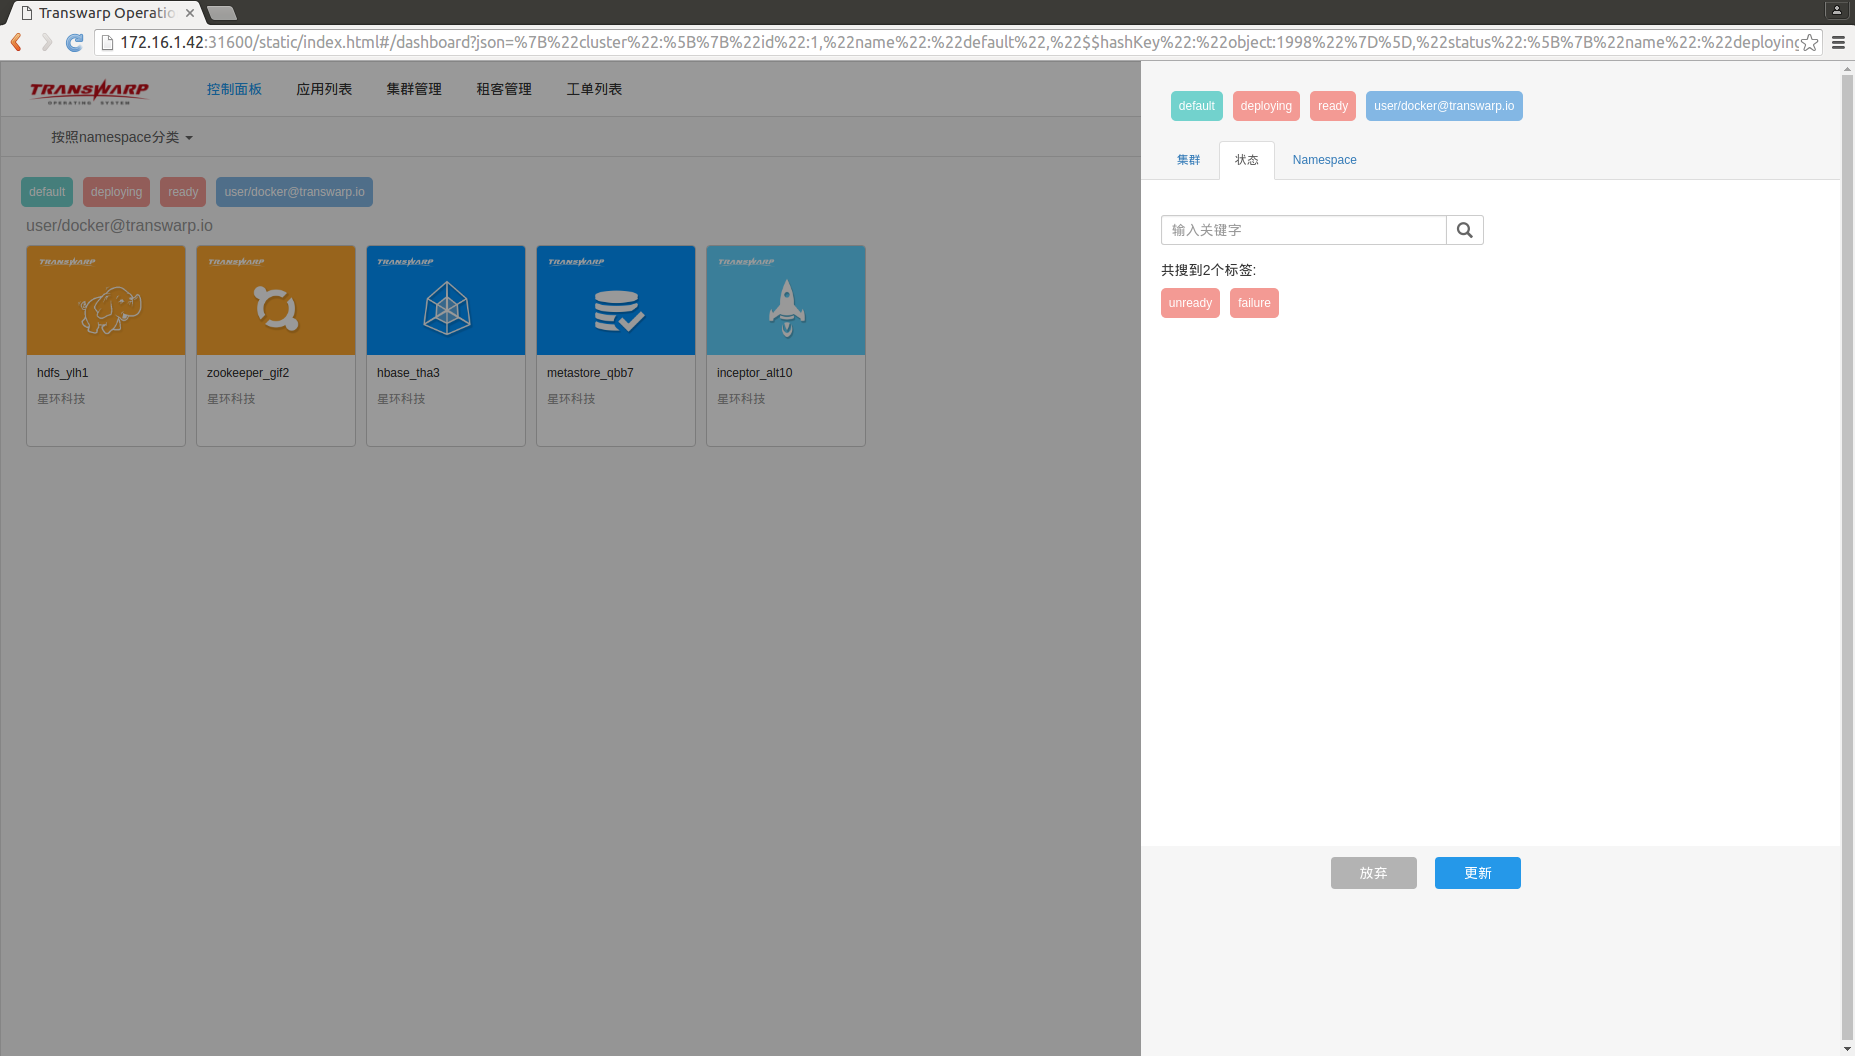 Transwarp Operatio
172.16.1.42:31600/static/index.html#/dashboard?json=%7B%22cluster%22:%5B%7B%22id%22:1,%22name%22:%22default%22,%22$$hashKey%22:%22object:1998%22%7D%5D,%22status%22:%5B%7B%22name%22:%22deploying
TRANSWARP
OPERATING SYSTEM
控制面板 应用列表 集群管理 租客管理 工单列表
按照namespace分类
default deploying ready user/docker@transwarp.io
user/docker@transwarp.io
TRANSWARP TRANSWARP TRANSWARP TRANSWARP TRANSWARP
hdfs_ylh1 zookeeper_gif2 hbase_tha3 metastore_qbb7 inceptor_alt10
星环科技 星环科技 星环科技 星环科技 星环科技
default deploying ready user/docker@transwarp.io
集群 状态 Namespace
输入关键字
共搜到2个标签:
unready failure
放弃 更新